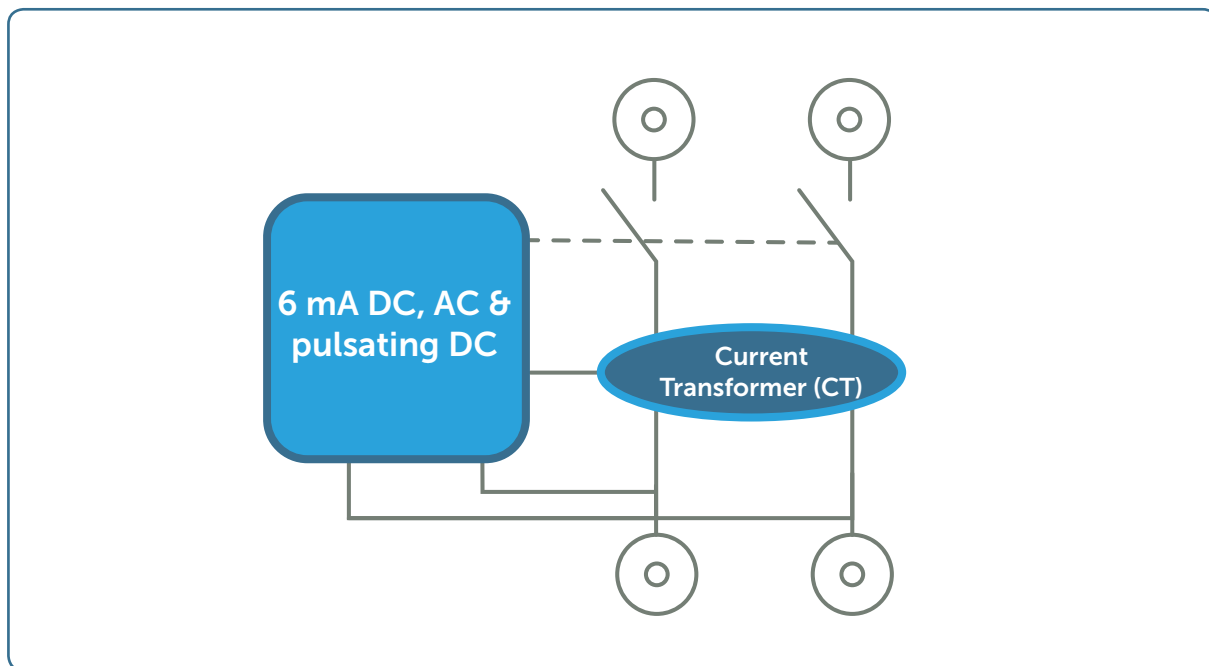 6 mA DC, AC &
pulsating DC
Current
Transformer (CT)